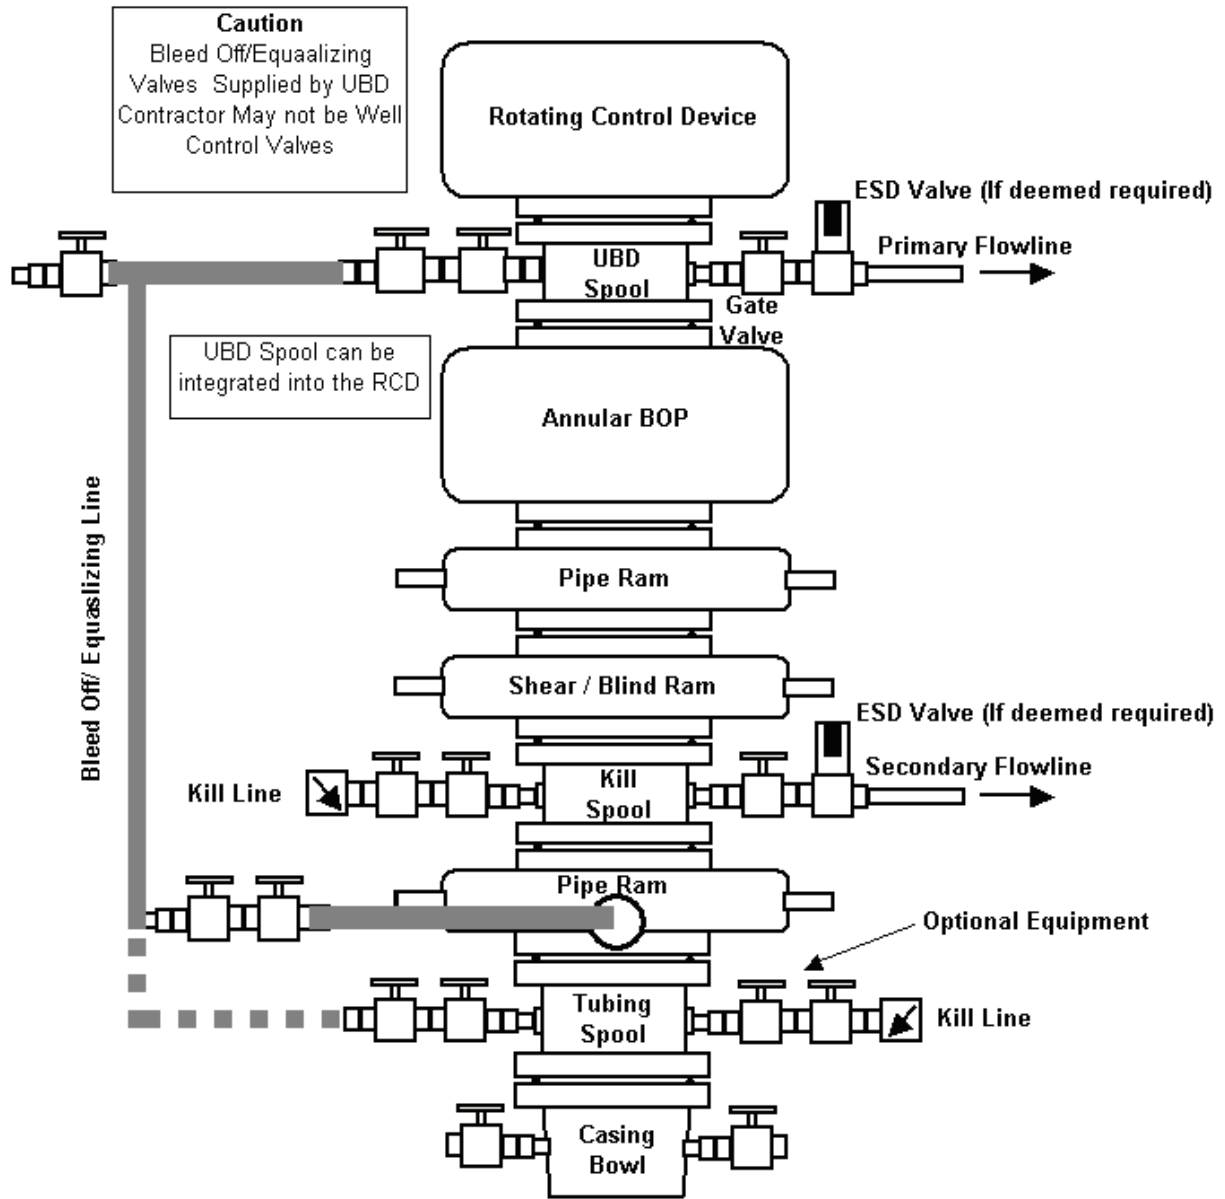 Caution
Bleed Off/Equaalizing
Valves Supplied by UBD
Contractor May not be Well
Control Valves
Rotating Control Device
ESD Valve (If deemed required)
Primary Flowline
UBD
Spool
Gate
Valve
UBD Spool can be
integrated into the RCD
Annular BOP
Bleed Off/ Equaslizing Line
Pipe Ram
Shear / Blind Ram
ESD Valve (If deemed required)
Secondary Flowline
Kill Line
Kill
Spool
Pipe Ram
Optional Equipment
Tubing
Spool
Kill Line
Casing
Bowl